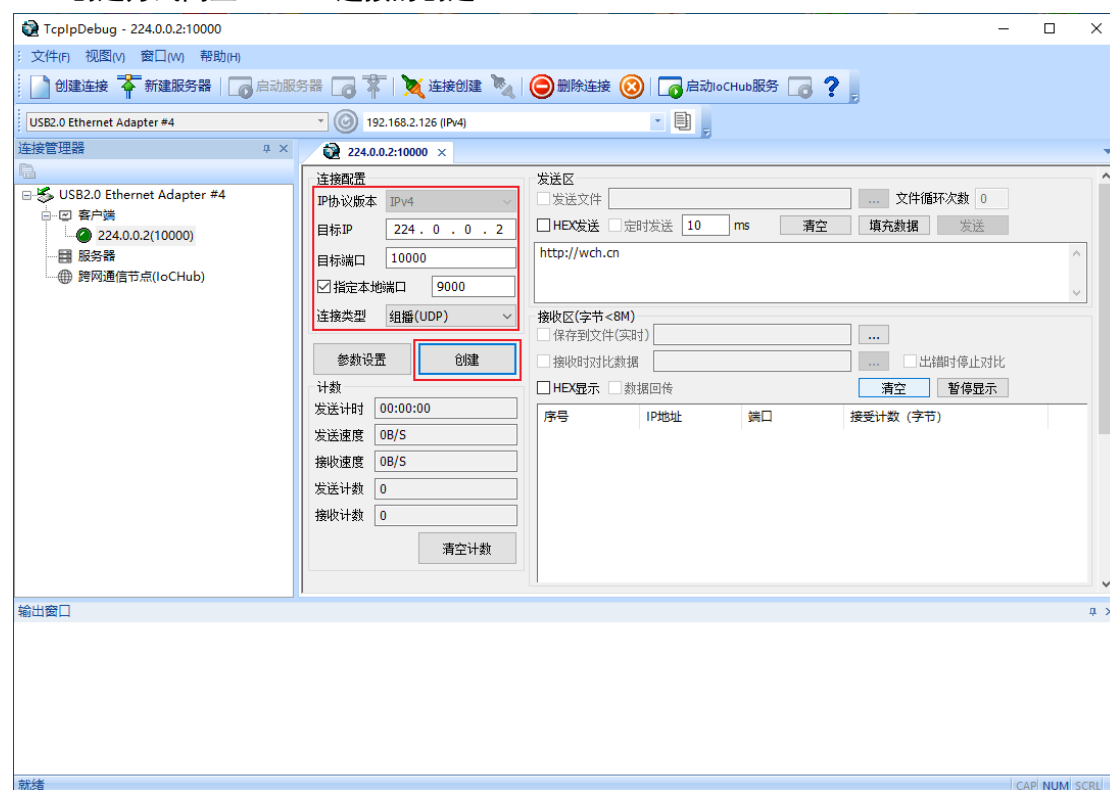 TcpIpDebug - 224.0.0.2:10000
文件(F) 视图(V) 窗口(W) 帮助(H)
创建连接 新建服务器 启动服务器 连接创建 删除连接 启动IoCHub服务
USB2.0 Ethernet Adapter #4 192.168.2.126 (IPv4)
连接管理器
USB2.0 Ethernet Adapter #4
客户端
224.0.0.2(10000)
服务器
跨网通信节点(IoCHub)
224.0.0.2:10000
连接配置
IP协议版本 IPv4
目标IP 224 . 0 . 0 . 2
目标端口 10000
指定本地端口 9000
连接类型 组播(UDP)
参数设置 创建
计数
发送计时 00:00:00
发送速度 0B/S
接收速度 0B/S
发送计数 0
接收计数 0
清空计数
发送区
发送文件 ... 文件循环次数 0
HEX发送 定时发送 10 ms 清空 填充数据 发送
http://wch.cn
接收区(字节<8M)
保存到文件(实时) ...
接收时对比数据 ... 出错时停止对比
HEX显示 数据回传 清空 暂停显示
序号 IP地址 端口 接受计数（字节）
输出窗口
就绪 CAP NUM SCRL